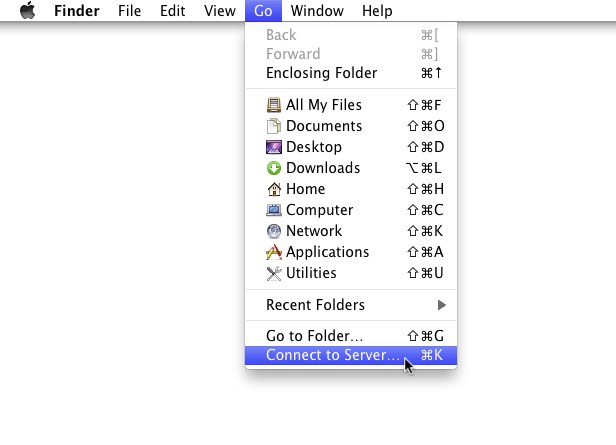 Finder File Edit View Go Window Help
Back ⌘[
Forward ⌘]
Enclosing Folder ⌘↑
All My Files ⇧⌘F
Documents ⇧⌘O
Desktop ⇧⌘D
Downloads ⌥⌘L
Home ⇧⌘H
Computer ⇧⌘C
Network ⇧⌘K
Applications ⇧⌘A
Utilities ⇧⌘U
Recent Folders ▶
Go to Folder... ⇧⌘G
Connect to Server... ⌘K